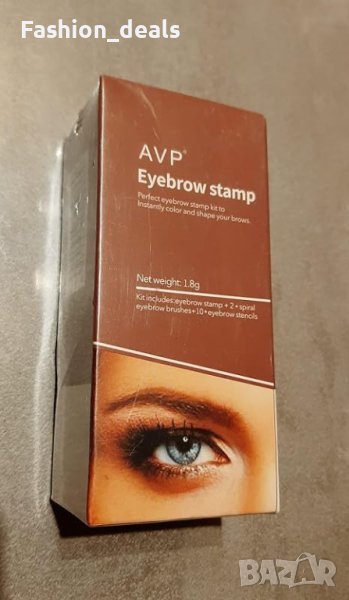 Fashion_deals
AVP®
Eyebrow stamp
Perfect eyebrow stamp kit to
Instantly color and shape your brows.
Net weight: 1.8g
Kit includes:eyebrow stamp + 2 • spiral
eyebrow brushes+10•eyebrow stencils
BAZAR